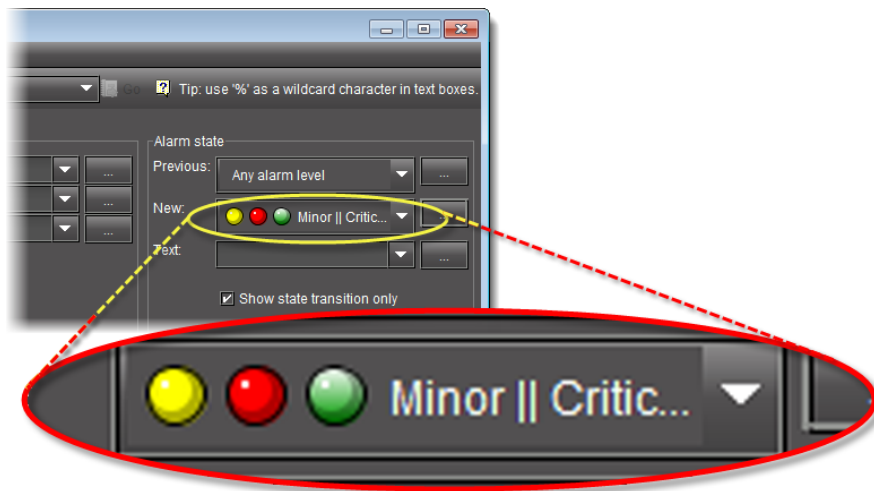 Go
Tip: use '%' as a wildcard character in text boxes.
Alarm state
Previous:
Any alarm level
...
...
New:
Minor || Critic...
...
...
Text:
...
...
Show state transition only
Minor || Critic...